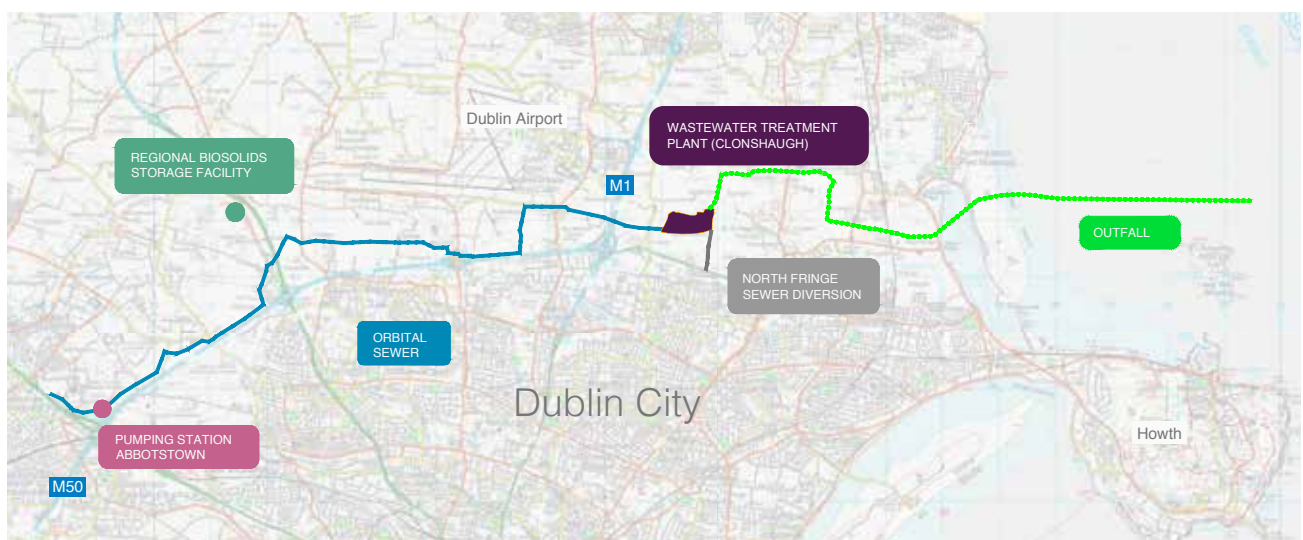 Dublin Airport
WASTEWATER TREATMENT
PLANT (CLONSHAUGH)
REGIONAL BIOSOLIDS
STORAGE FACILITY
M1
OUTFALL
NORTH FRINGE
SEWER DIVERSION
ORBITAL
SEWER
Dublin City
Howth
PUMPING STATION
ABBOTSTOWN
M50